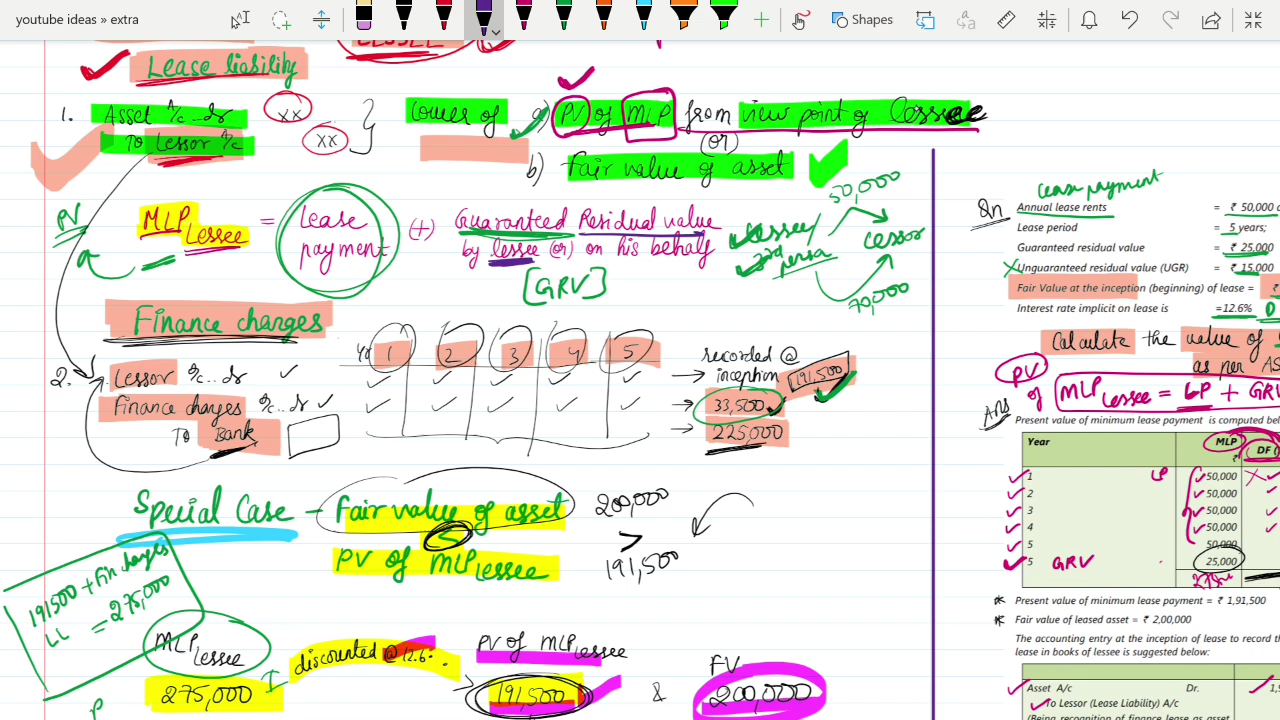 youtube ideas » extra
Shapes
LESSEE
Lease liability
1. Asset A/c...dr xx
To Lessor A/c xx
Lower of a) PV of MLP from view point of lessee
(or)
b) Fair value of asset
PV
MLP Lessee = Lease payment (+) Guaranteed Residual value
by lessee (or) on his behalf
[GRV]
Lessee/
3rd person
50,000
Lessor
70,000
Finance charges
Yr 1 2 3 4 5
recorded @
inception 191,500
2. Lessor A/c...dr
Finance charges A/c...dr 33,500
To Bank 225,000
Special Case - Fair value of asset 200,000
< >
PV of MLP lessee 191,500
191500 + Fin charges
LL = 275,000
MLP Lessee
discounted @ 12.6%
PV of MLP lessee
FV
275,000
191,500 & 200,000
P
Qn
Lease payment
Annual lease rents = ₹ 50,000
Lease period = 5 years;
Guaranteed residual value = ₹ 25,000
Unguaranteed residual value (UGR) = ₹ 15,000
Fair Value at the inception (beginning) of lease = ₹
Interest rate implicit on lease is =12.6%
Calculate the value of
as per AS
PV
of MLP Lessee = LP + GRV
Ans
Present value of minimum lease payment is computed bel
Year MLP DF (
₹
1 LP 50,000
2 50,000
3 50,000
4 50,000
5 50,000
5 GRV 25,000
* Present value of minimum lease payment = ₹ 1,91,500
* Fair value of leased asset = ₹ 2,00,000
The accounting entry at the inception of lease to record th
lease in books of lessee is suggested below:
₹
Asset A/c Dr. 1,9
To Lessor (Lease Liability) A/c
(Being recognition of finance lease as asset